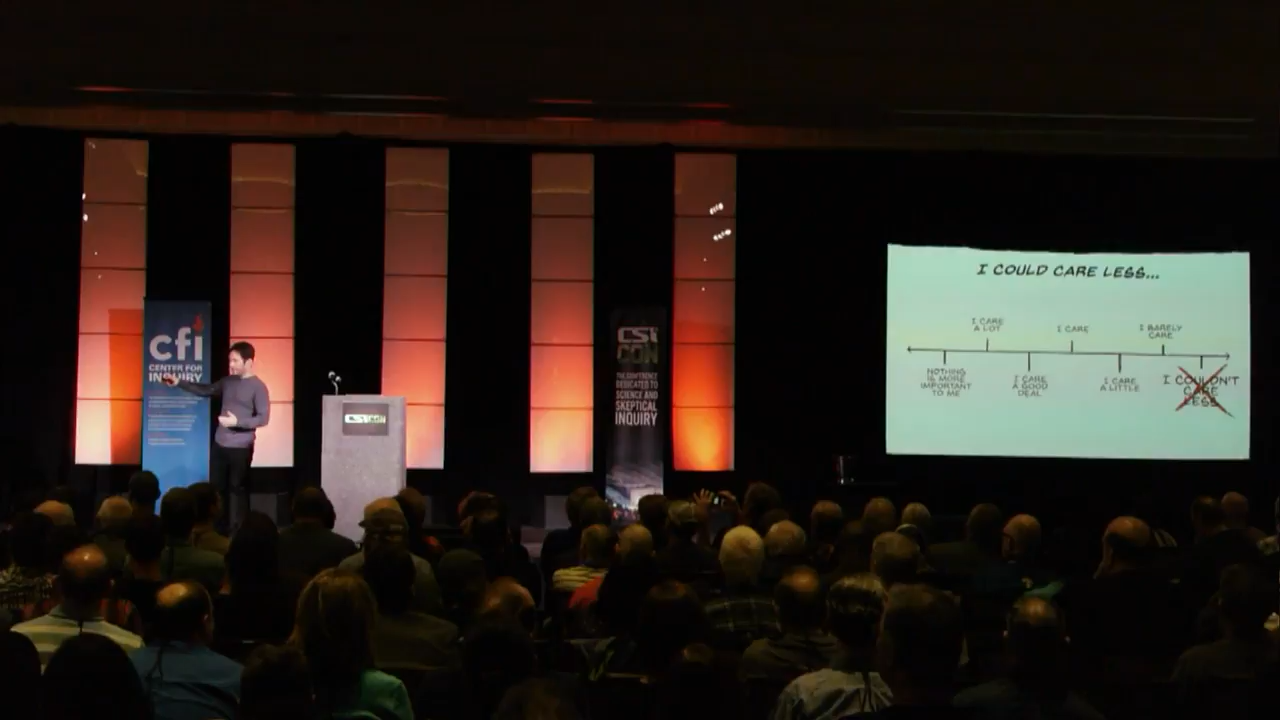 cfi
CENTER FOR
INQUIRY
CSICON
CSI
CON
THE CONFERENCE
DEDICATED TO
SCIENCE AND
SKEPTICAL
INQUIRY
I COULD CARE LESS...
I CARE
A LOT
I CARE
I BARELY
CARE
NOTHING
IS MORE
IMPORTANT
TO ME
I CARE
A GOOD
DEAL
I CARE
A LITTLE
I COULDN'T
CARE
LESS